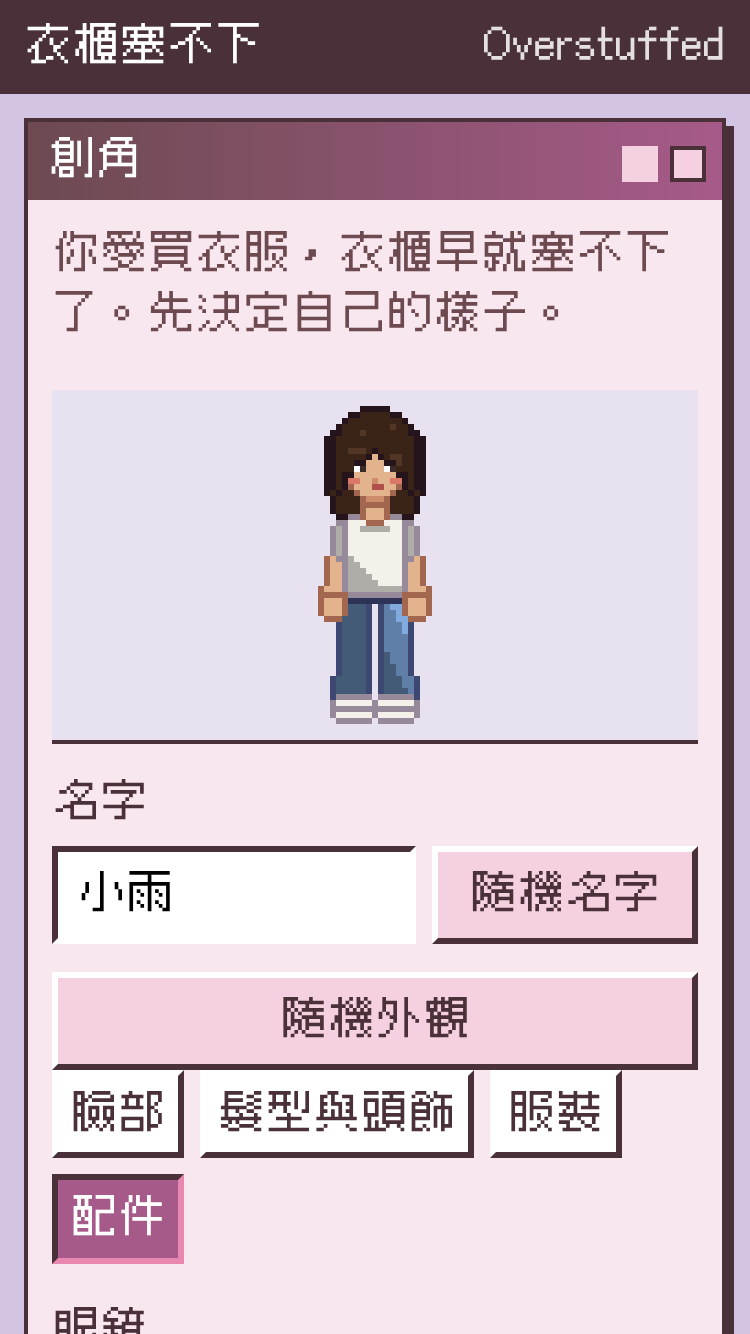 衣櫃塞不下
Overstuffed
創角
你愛買衣服，衣櫃早就塞不下
了。先決定自己的樣子。
名字
小雨
隨機名字
隨機外觀
臉部
髮型與頭飾
服裝
配件
眼鏡